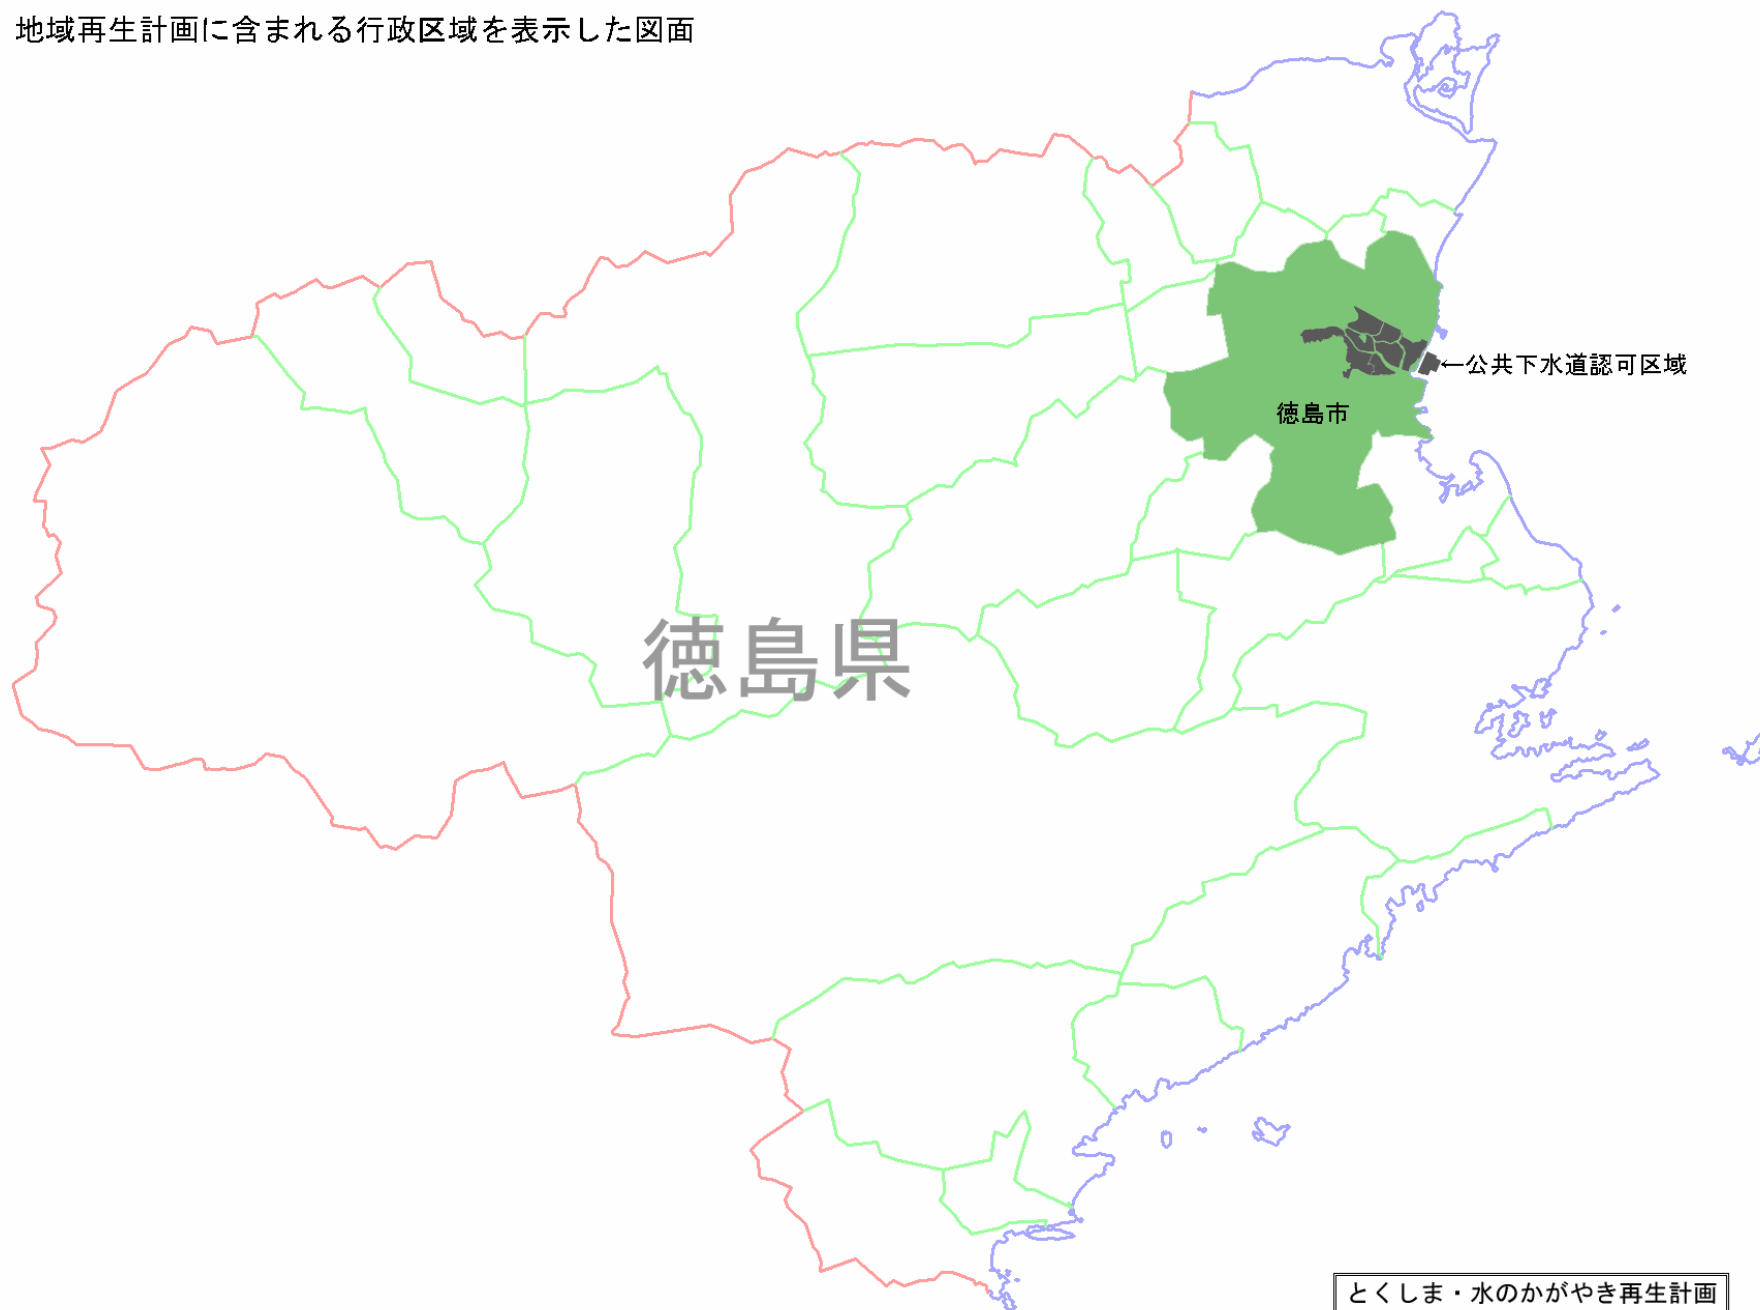 地域再生計画に含まれる行政区域を表示した図面
←公共下水道認可区域
徳島市
徳島県
とくしま・水のかがやき再生計画